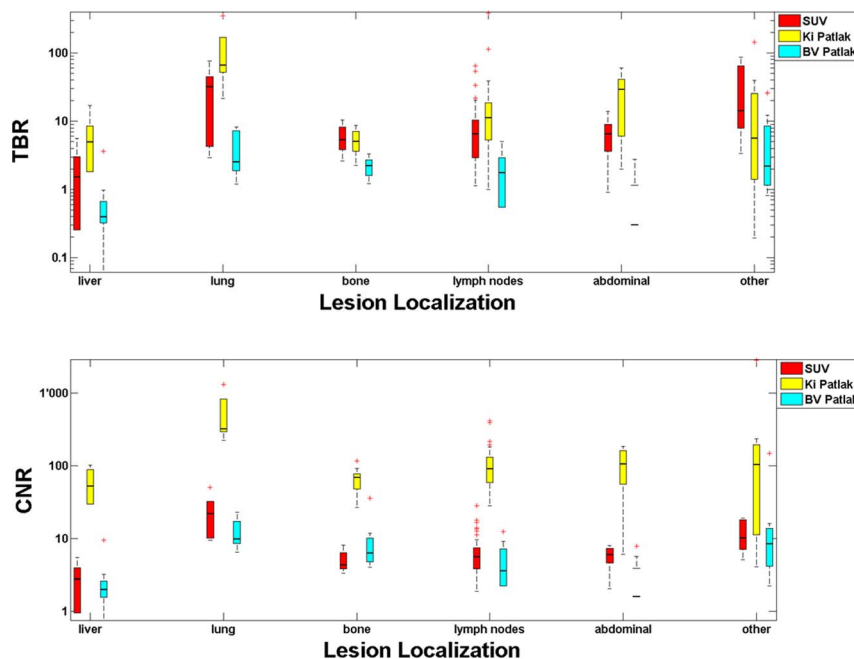 SUV
Ki Patlak
BV Patlak
100
10
1
0.1
TBR
liver lung bone lymph nodes abdominal other
Lesion Localization
SUV
Ki Patlak
BV Patlak
1'000
100
10
1
CNR
liver lung bone lymph nodes abdominal other
Lesion Localization